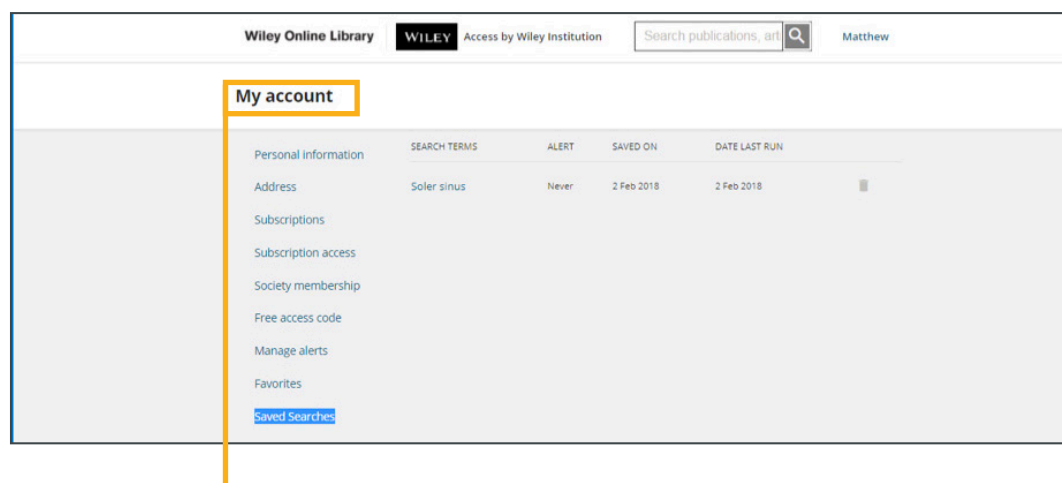 Wiley Online Library WILEY Access by Wiley Institution Search publications, art Matthew
My account
Personal information
Address
Subscriptions
Subscription access
Society membership
Free access code
Manage alerts
Favorites
Saved Searches
SEARCH TERMS ALERT SAVED ON DATE LAST RUN
Soler sinus Never 2 Feb 2018 2 Feb 2018